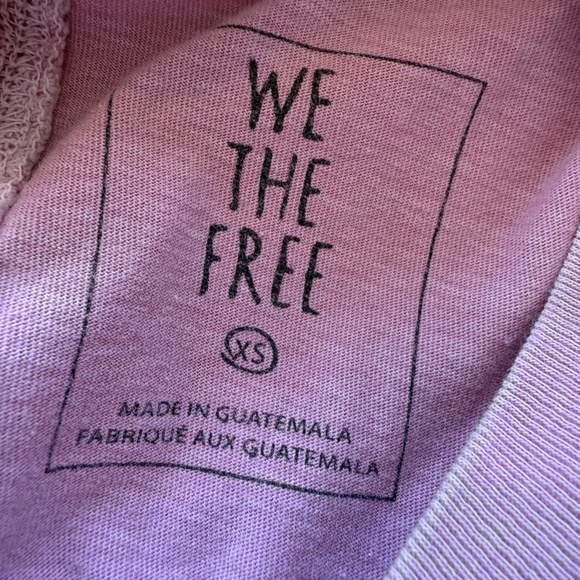 WE
THE
FREE
XS
MADE IN GUATEMALA
FABRIQUÉ AUX GUATEMALA